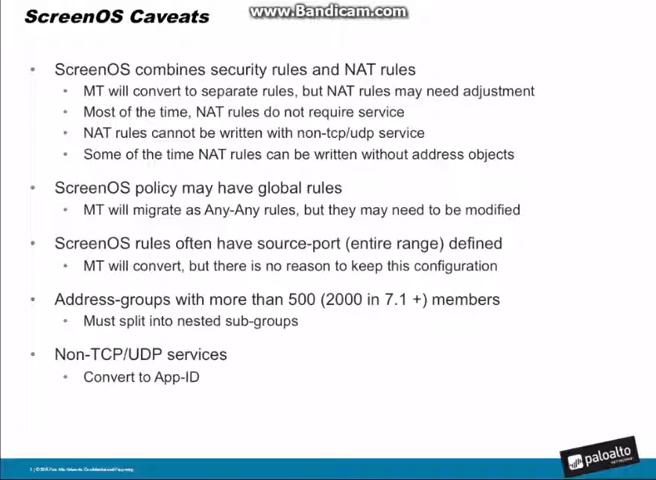 www.Bandicam.com
ScreenOS Caveats
• ScreenOS combines security rules and NAT rules
• MT will convert to separate rules, but NAT rules may need adjustment
• Most of the time, NAT rules do not require service
• NAT rules cannot be written with non-tcp/udp service
• Some of the time NAT rules can be written without address objects
• ScreenOS policy may have global rules
• MT will migrate as Any-Any rules, but they may need to be modified
• ScreenOS rules often have source-port (entire range) defined
• MT will convert, but there is no reason to keep this configuration
• Address-groups with more than 500 (2000 in 7.1 +) members
• Must split into nested sub-groups
• Non-TCP/UDP services
• Convert to App-ID
paloalto